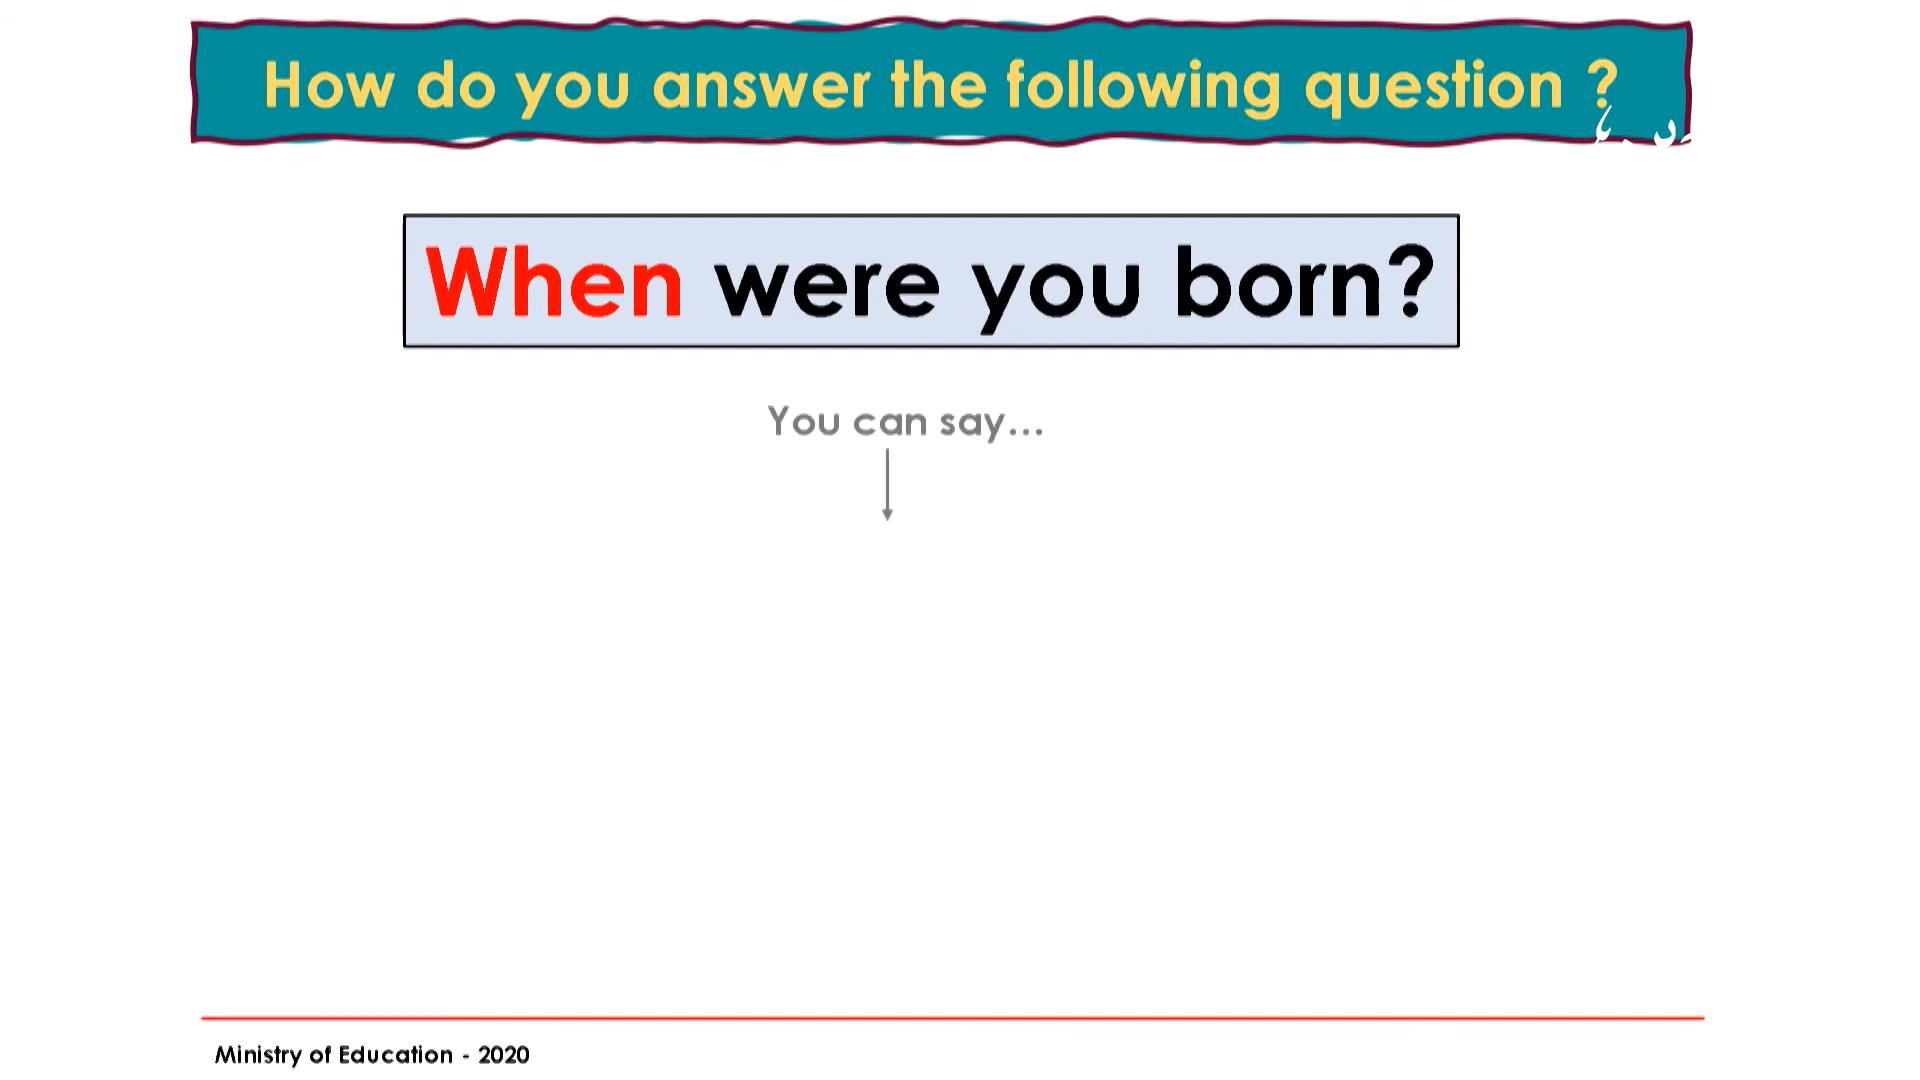 How do you answer the following question ?
When were you born?
You can say...
Ministry of Education - 2020